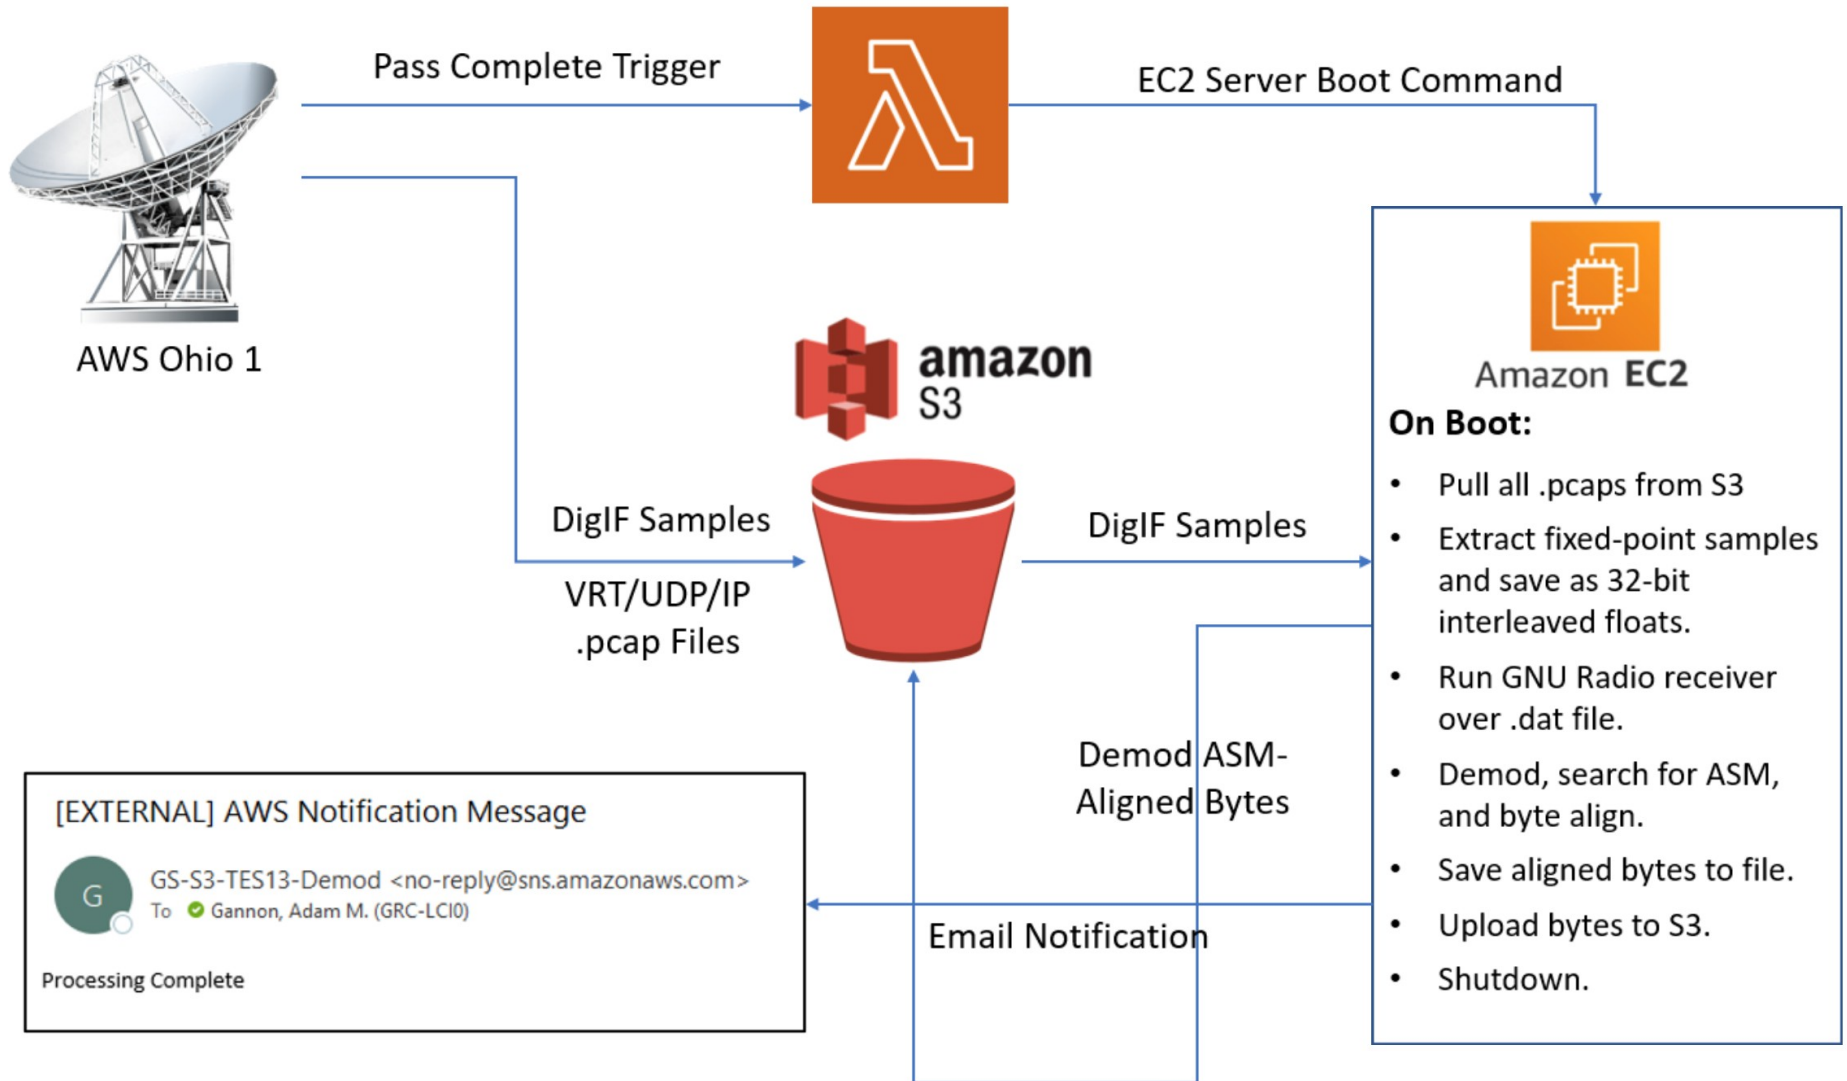 Pass Complete Trigger
EC2 Server Boot Command
AWS Ohio 1
amazon
S3
Amazon EC2
On Boot:
• Pull all .pcaps from S3
• Extract fixed-point samples
and save as 32-bit
interleaved floats.
• Run GNU Radio receiver
over .dat file.
• Demod, search for ASM,
and byte align.
• Save aligned bytes to file.
• Upload bytes to S3.
• Shutdown.
DigIF Samples
VRT/UDP/IP
.pcap Files
DigIF Samples
Demod ASM-
Aligned Bytes
Email Notification
[EXTERNAL] AWS Notification Message
G
GS-S3-TES13-Demod <no-reply@sns.amazonaws.com>
To Gannon, Adam M. (GRC-LCI0)
Processing Complete